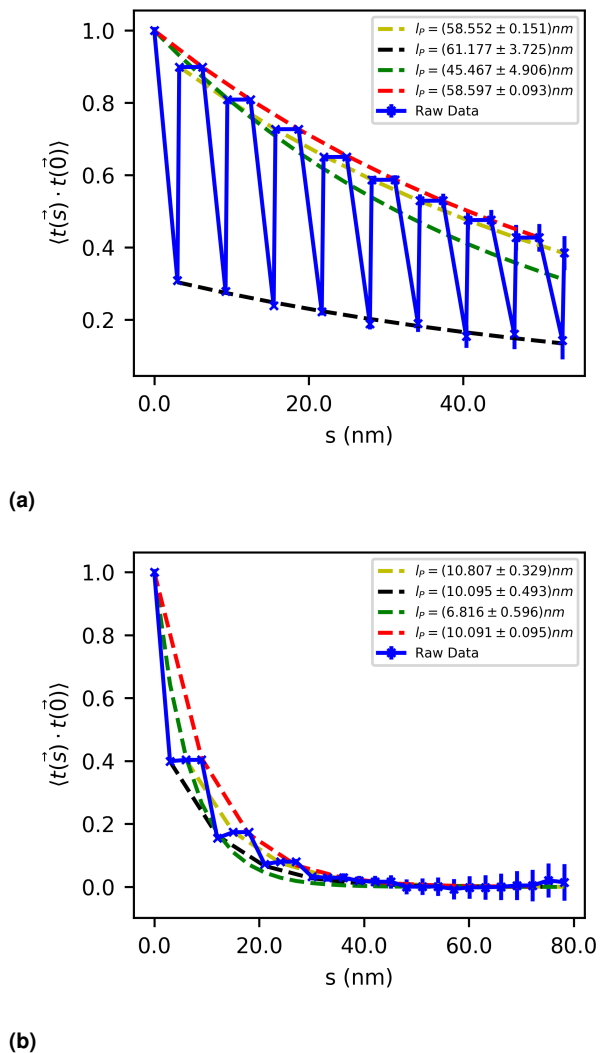 1.0
0.8
0.6
0.4
0.2
⟨t(s⃗) · t(0⃗)⟩
l_P = (58.552 ± 0.151)nm
l_P = (61.177 ± 3.725)nm
l_P = (45.467 ± 4.906)nm
l_P = (58.597 ± 0.093)nm
Raw Data
0.0 20.0 40.0
s (nm)
(a)
1.0
0.8
0.6
0.4
0.2
0.0
⟨t(s⃗) · t(0⃗)⟩
l_P = (10.807 ± 0.329)nm
l_P = (10.095 ± 0.493)nm
l_P = (6.816 ± 0.596)nm
l_P = (10.091 ± 0.095)nm
Raw Data
0.0 20.0 40.0 60.0 80.0
s (nm)
(b)